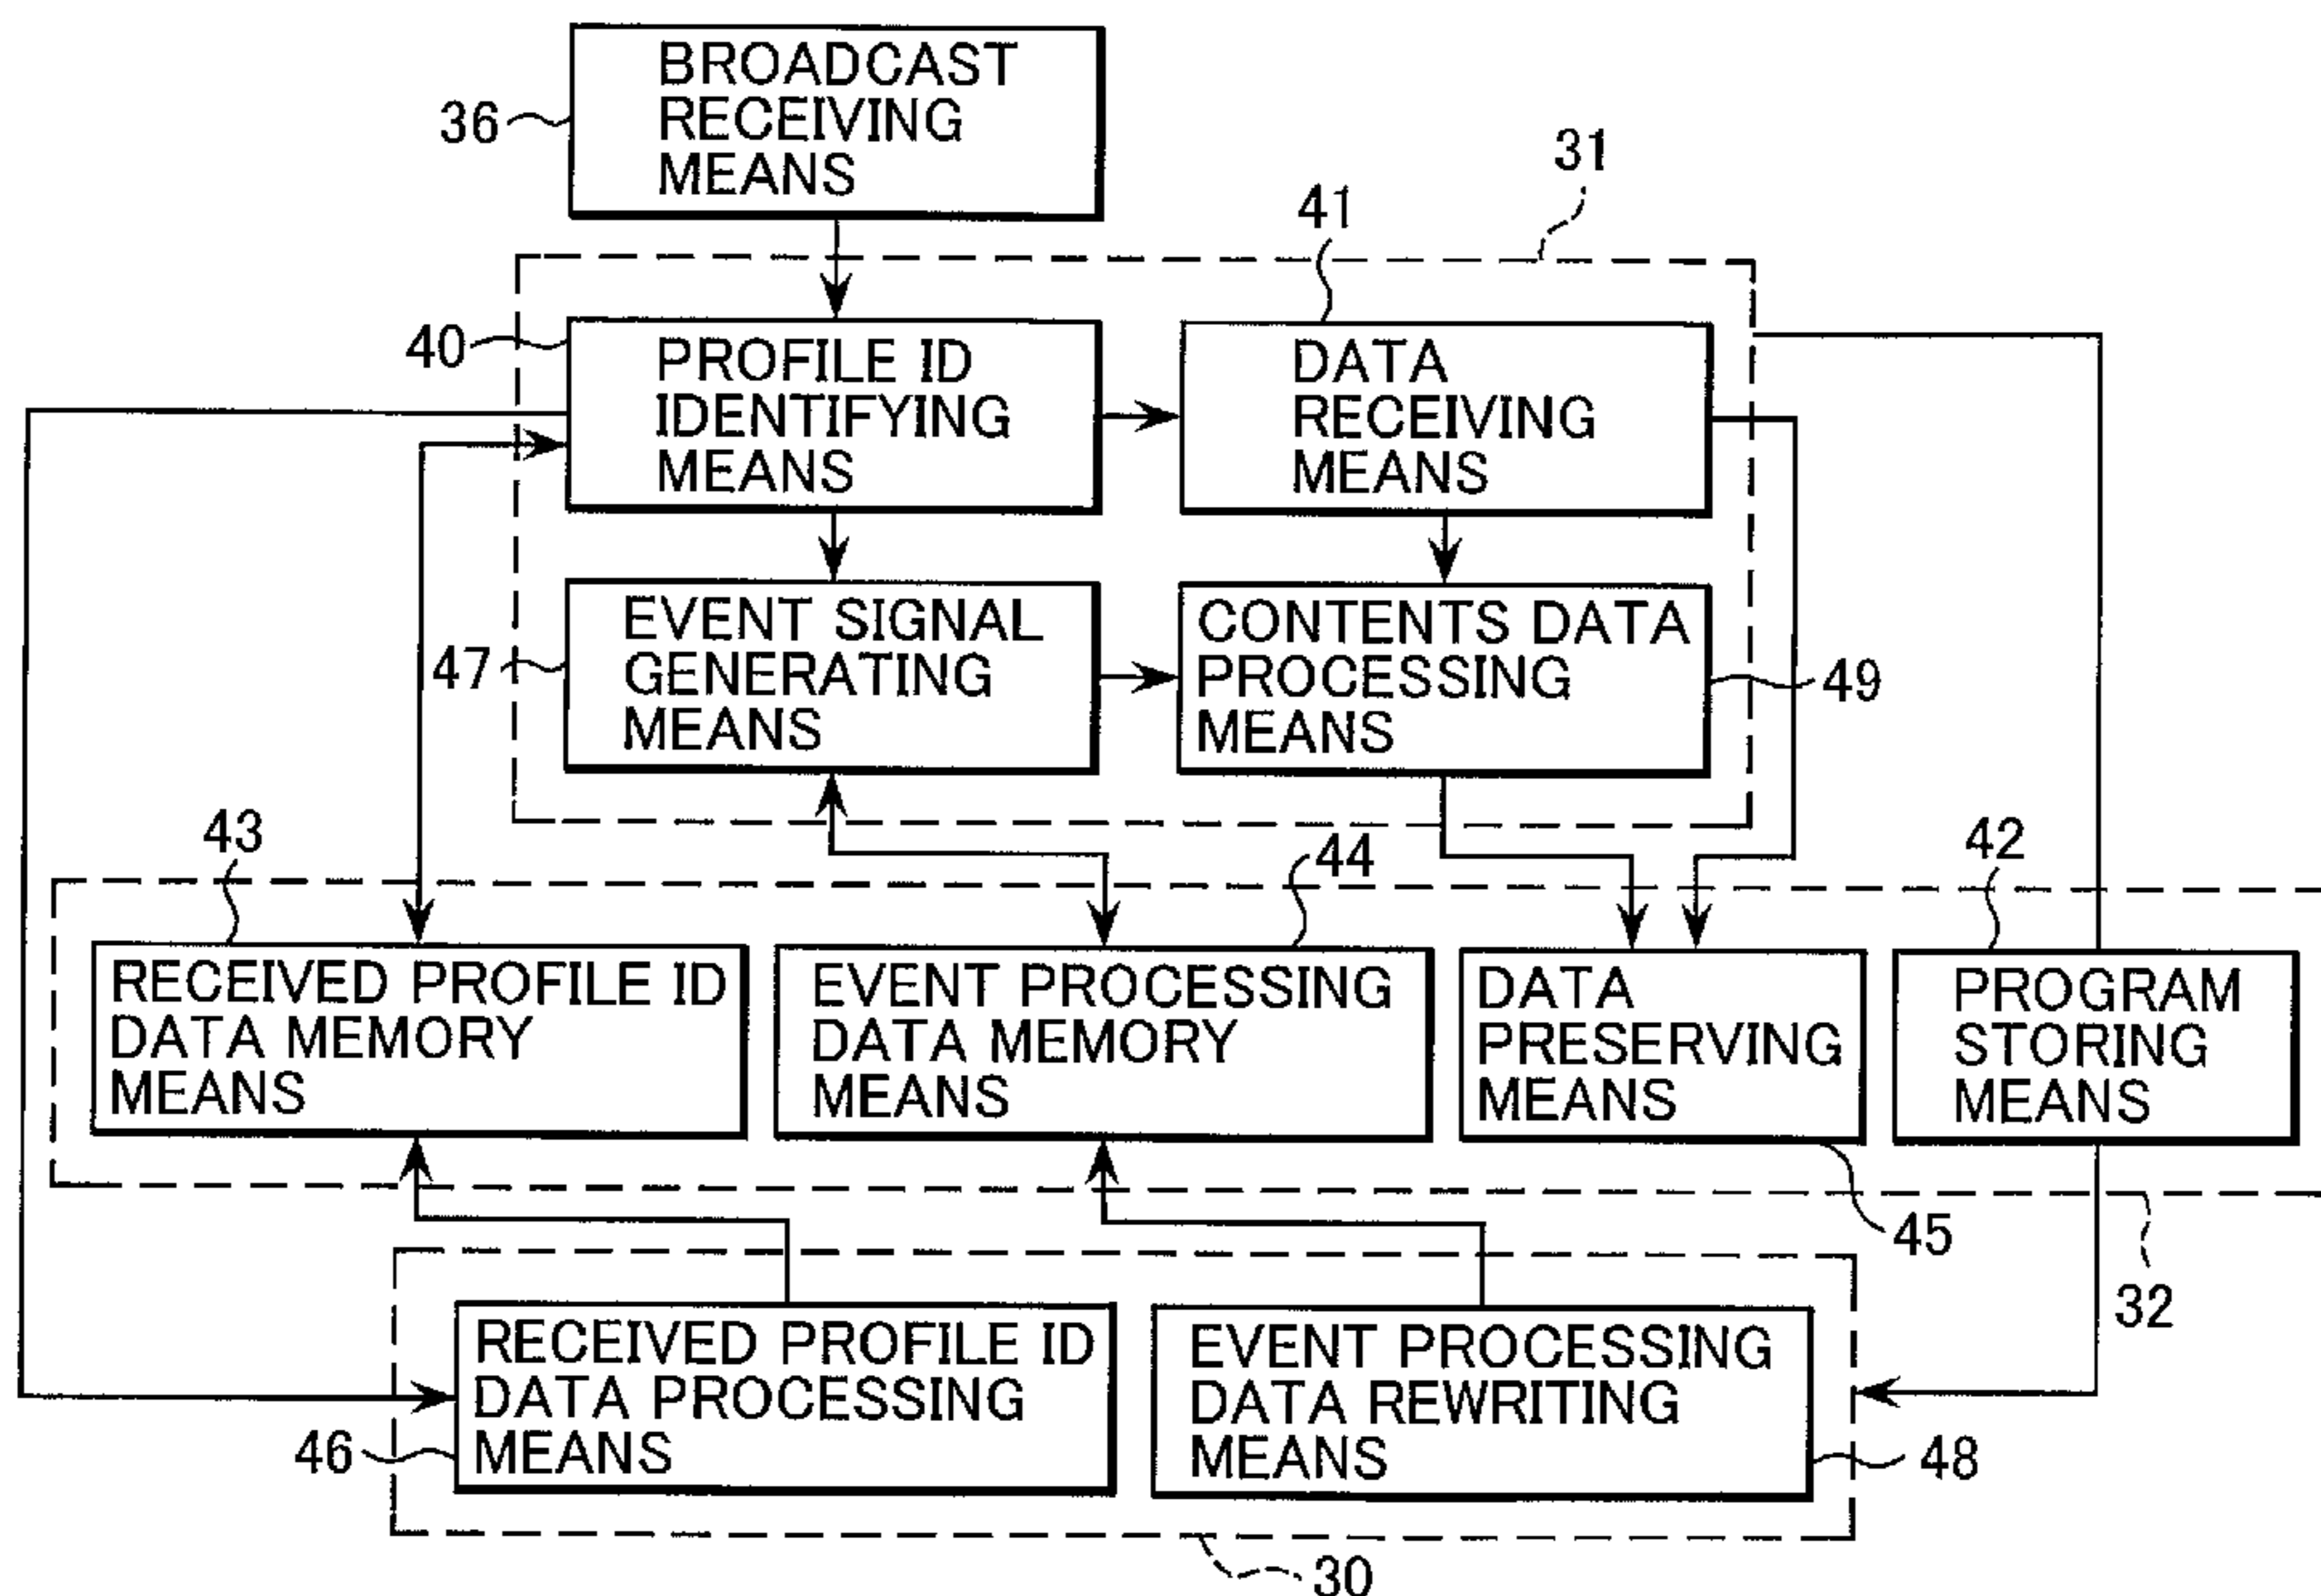 BROADCAST
RECEIVING
MEANS
36
31
41
40
PROFILE ID
IDENTIFYING
MEANS
DATA
RECEIVING
MEANS
47
EVENT SIGNAL
GENERATING
MEANS
CONTENTS DATA
PROCESSING
MEANS
49
43
44
42
RECEIVED PROFILE ID
DATA MEMORY
MEANS
EVENT PROCESSING
DATA MEMORY
MEANS
DATA
PRESERVING
MEANS
PROGRAM
STORING
MEANS
45
32
RECEIVED PROFILE ID
DATA PROCESSING
MEANS
46
EVENT PROCESSING
DATA REWRITING
MEANS
48
30